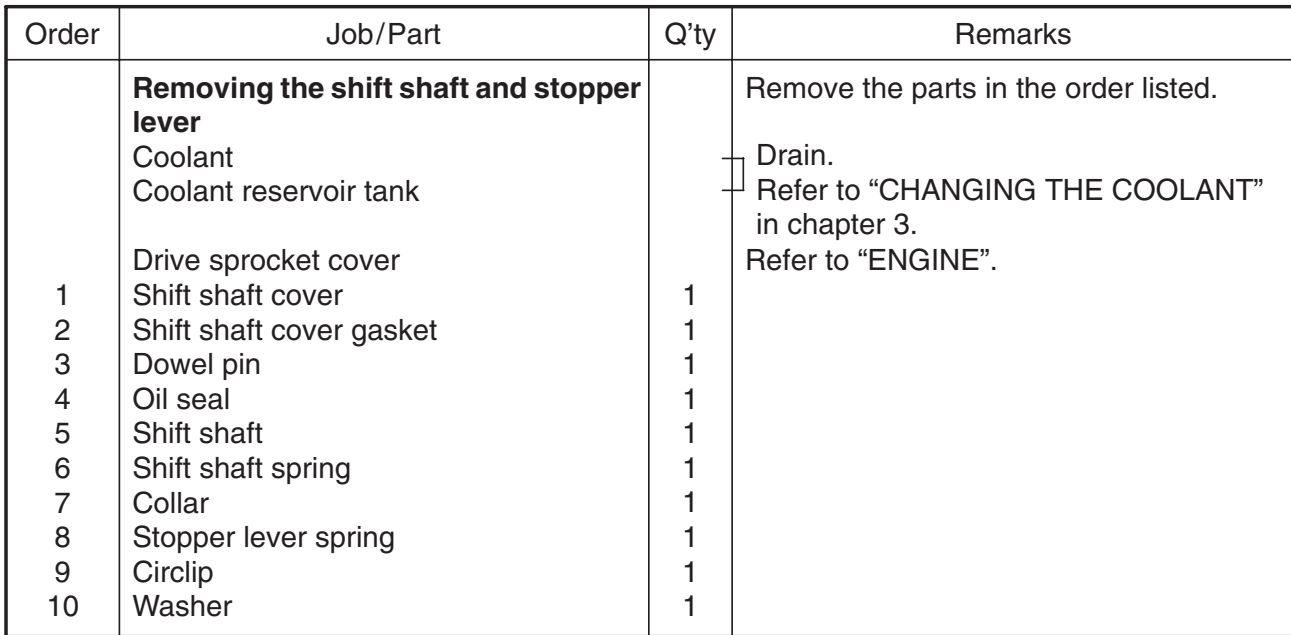 Order Job/Part Q’ty Remarks
Removing the shift shaft and stopper Remove the parts in the order listed.
lever
Coolant Drain.
Coolant reservoir tank Refer to “CHANGING THE COOLANT”
in chapter 3.
Drive sprocket cover Refer to “ENGINE”.
1 Shift shaft cover 1
2 Shift shaft cover gasket 1
3 Dowel pin 1
4 Oil seal 1
5 Shift shaft 1
6 Shift shaft spring 1
7 Collar 1
8 Stopper lever spring 1
9 Circlip 1
10 Washer 1